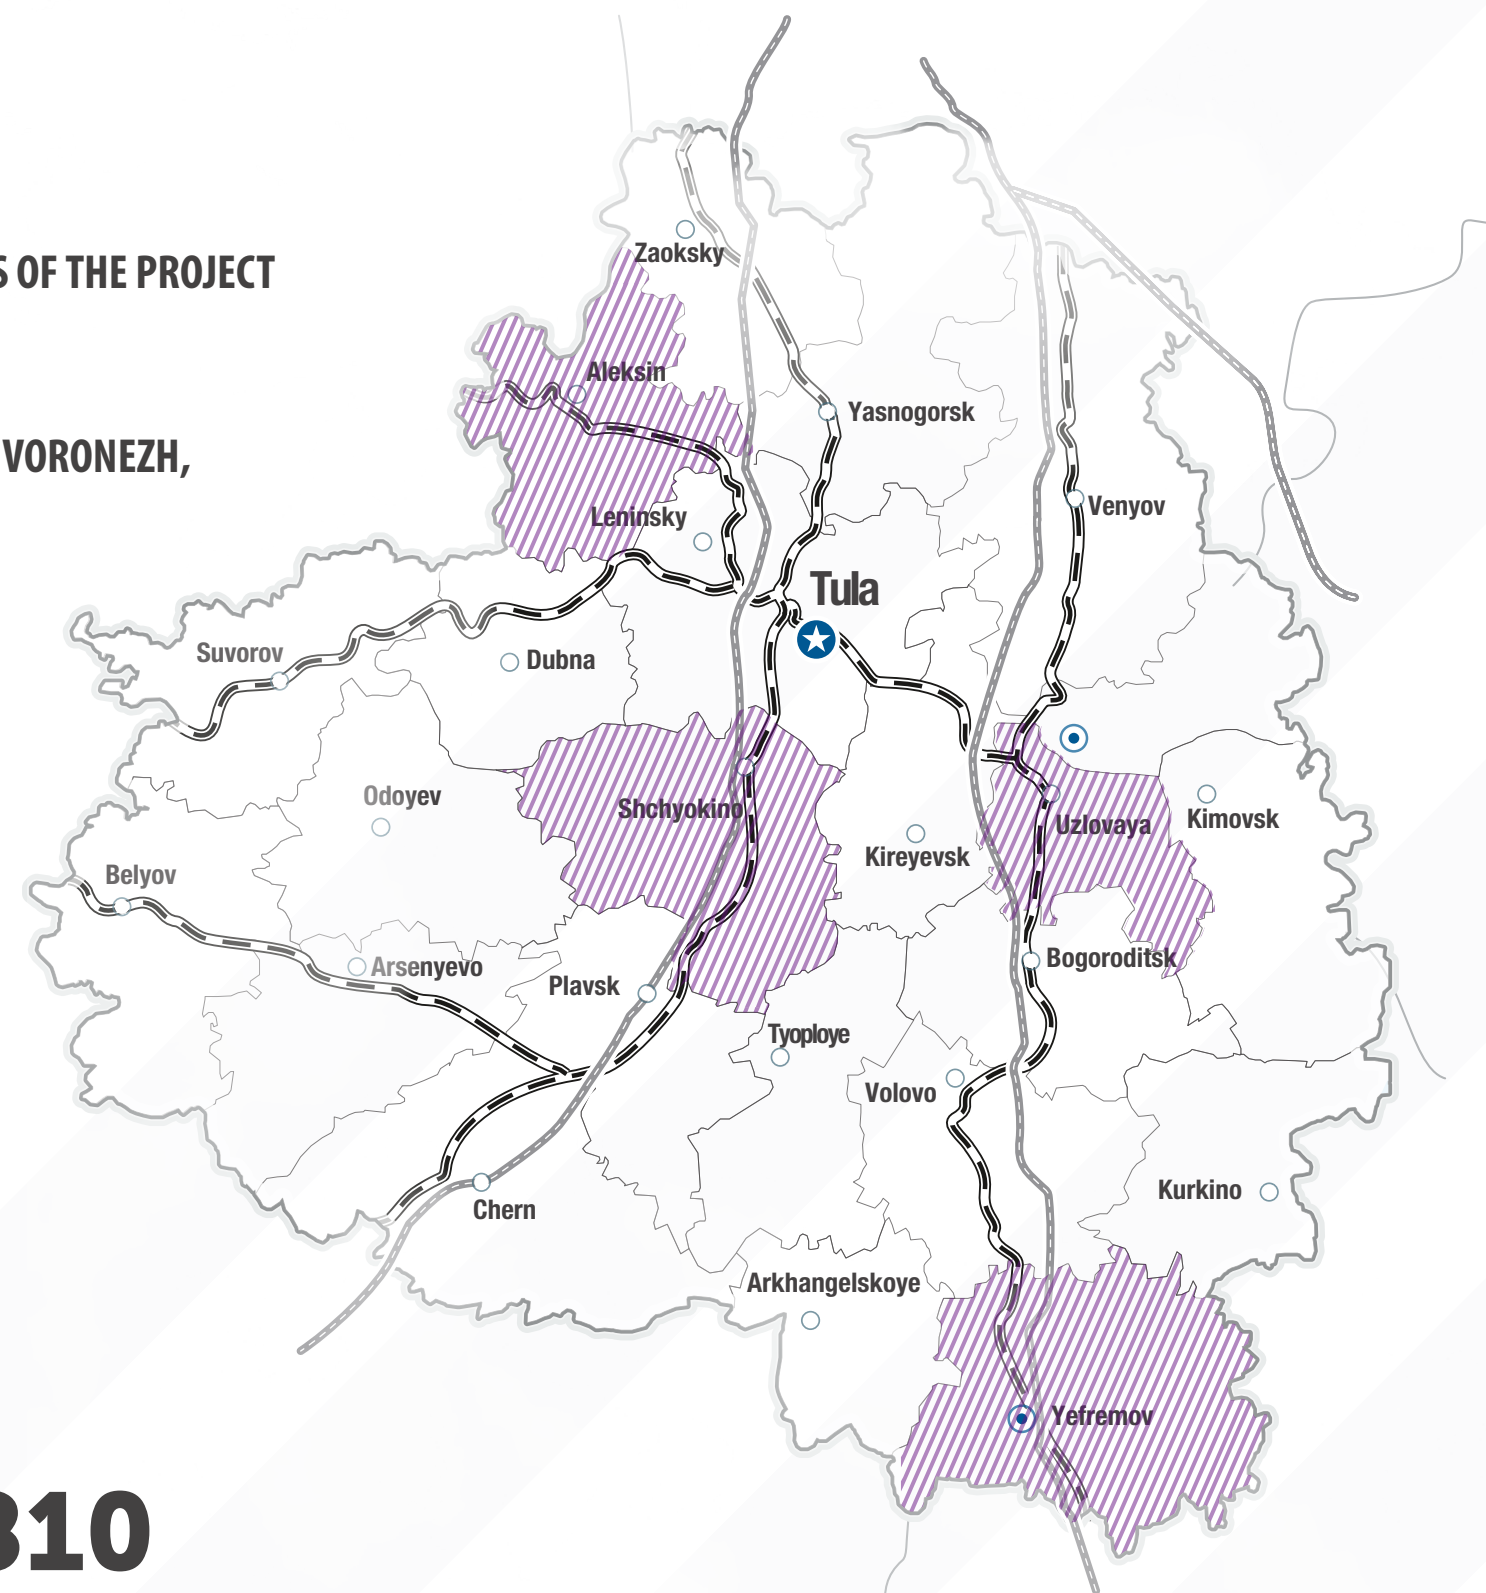 S OF THE PROJECT
VORONEZH,
Zaoksky
Aleksin
Yasnogorsk
Leninsky
Venyov
Tula
Suvorov
Dubna
Odoyev
Shchyokino
Uzlovaya
Kimovsk
Kireyevsk
Belyov
Arsenyevo
Plavsk
Bogoroditsk
Tyoploye
Volovo
Kurkino
Chern
Arkhangelskoye
Yefremov
310